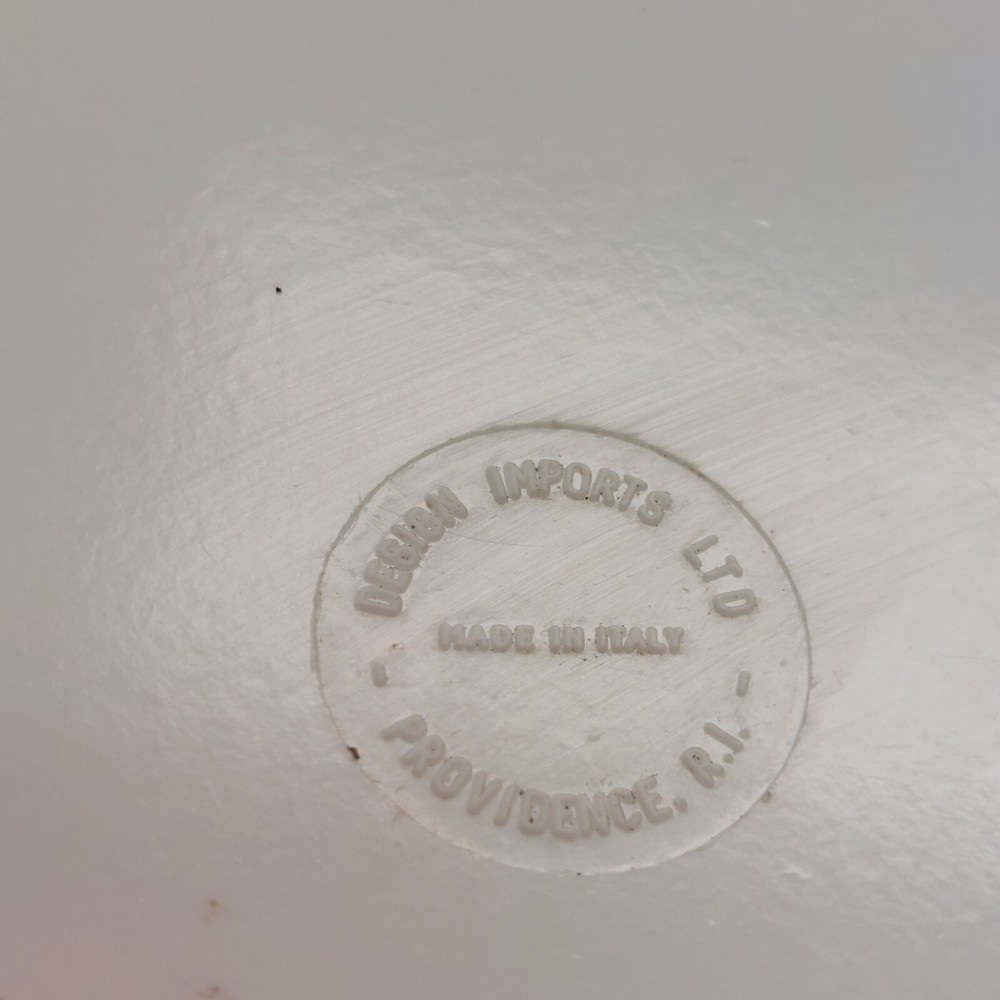 DESIGN IMPORTS LTD
MADE IN ITALY
- PROVIDENCE, R.I. -